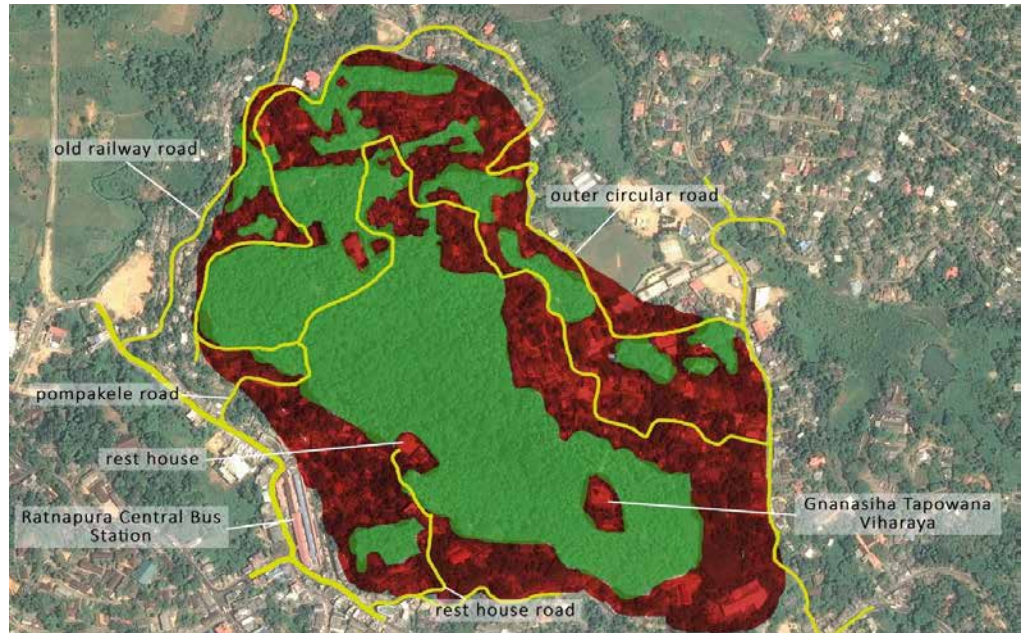 old railway road
outer circular road
pompakele road
rest house
Ratnapura Central Bus
Station
Gnanasiha Tapowana
Viharaya
rest house road